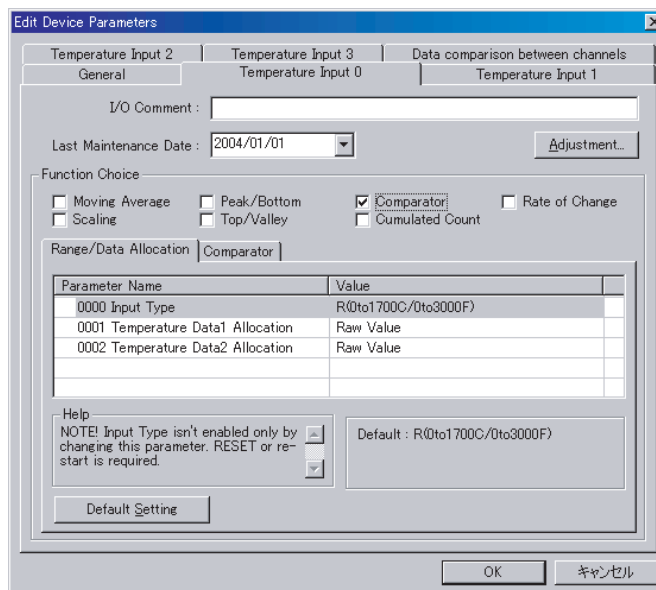 Edit Device Parameters
Temperature Input 2 Temperature Input 3 Data comparison between channels
General Temperature Input 0 Temperature Input 1
I/O Comment :
Last Maintenance Date : 2004/01/01 Adjustment...
Function Choice
Moving Average Peak/Bottom Comparator Rate of Change
Scaling Top/Valley Cumulated Count
Range/Data Allocation Comparator
Parameter Name Value
0000 Input Type R(0to1700C/0to3000F)
0001 Temperature Data1 Allocation Raw Value
0002 Temperature Data2 Allocation Raw Value
Help
NOTE! Input Type isn't enabled only by
changing this parameter. RESET or re-
start is required.
Default : R(0to1700C/0to3000F)
Default Setting
OK キャンセル